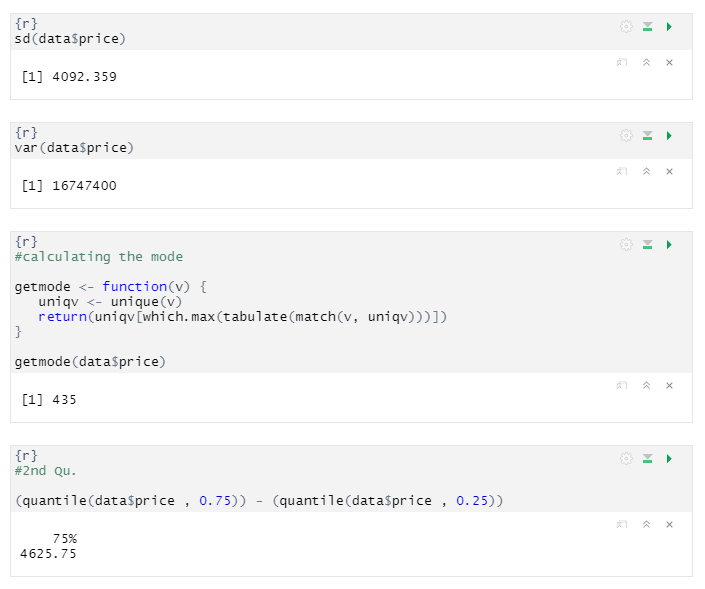 {r}
sd(data$price)
[1] 4092.359
{r}
var(data$price)
[1] 16747400
{r}
#calculating the mode
getmode <- function(v) {
   uniqv <- unique(v)
   return(uniqv[which.max(tabulate(match(v, uniqv)))])
}
getmode(data$price)
[1] 435
{r}
#2nd Qu.
(quantile(data$price , 0.75)) - (quantile(data$price , 0.25))
    75%
4625.75